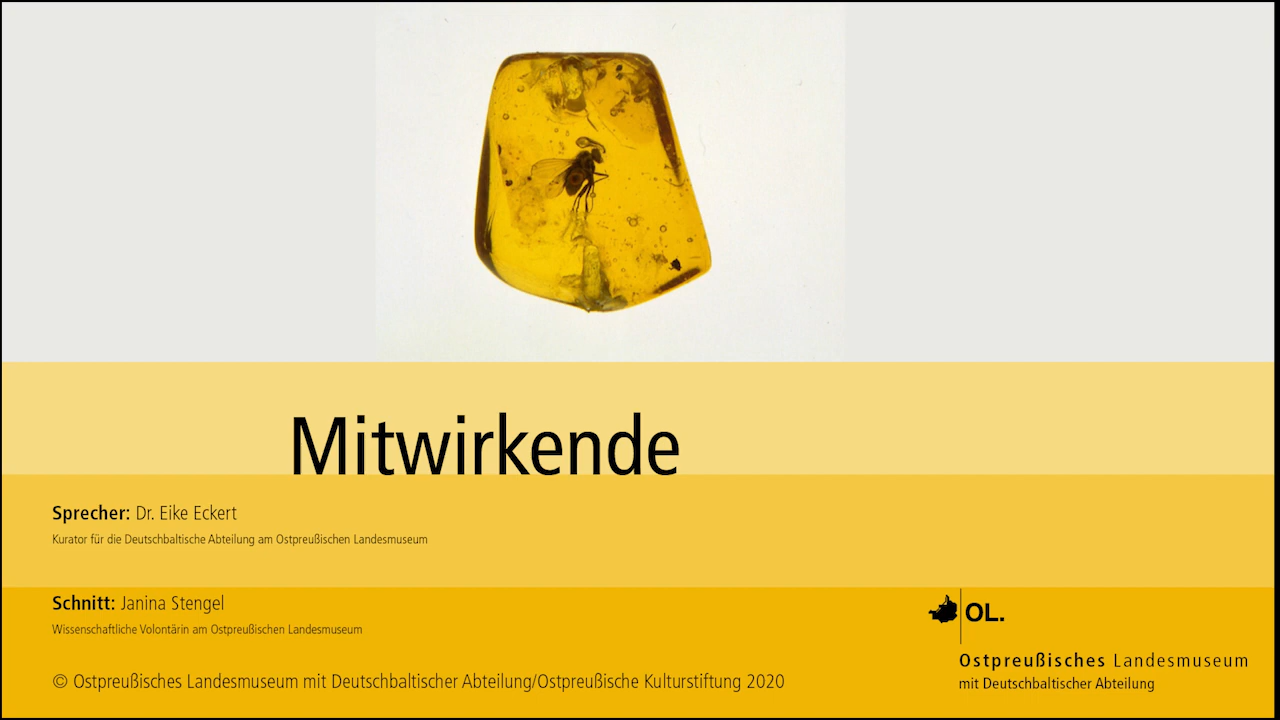 Mitwirkende
Sprecher: Dr. Eike Eckert
Kurator für die Deutschbaltische Abteilung am Ostpreußischen Landesmuseum
Schnitt: Janina Stengel
Wissenschaftliche Volontärin am Ostpreußischen Landesmuseum
© Ostpreußisches Landesmuseum mit Deutschbaltischer Abteilung/Ostpreußische Kulturstiftung 2020
OL.
Ostpreußisches Landesmuseum
mit Deutschbaltischer Abteilung